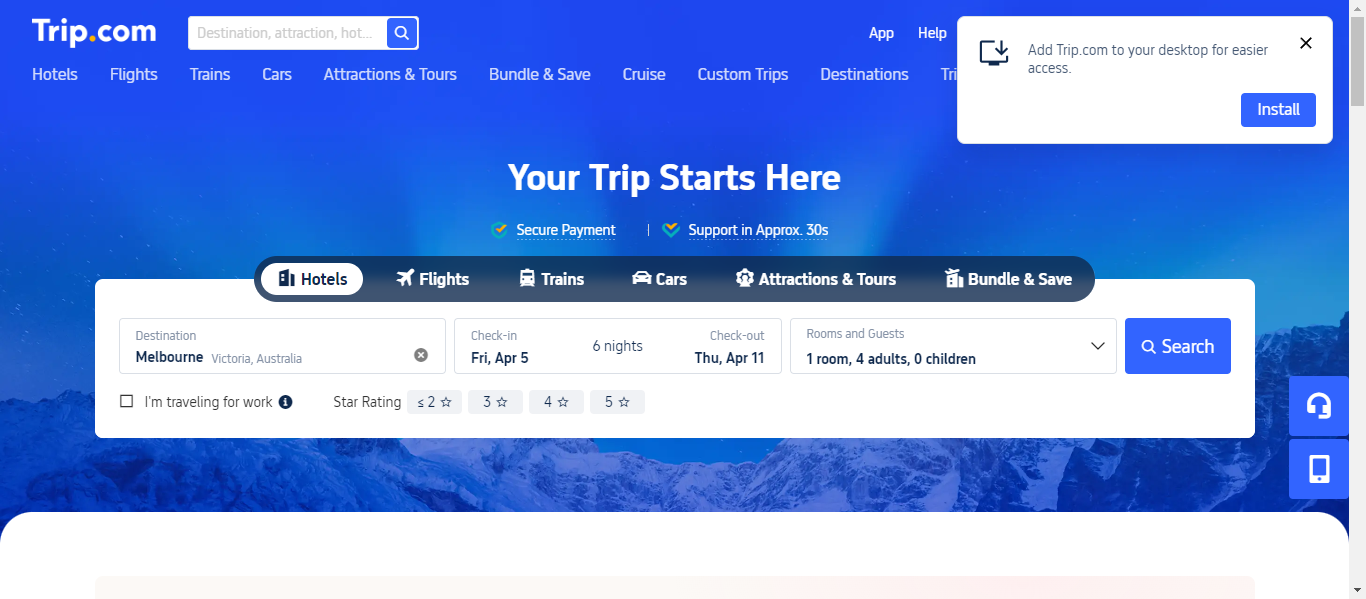 Trip.com
Destination, attraction, hot...
App
Help
Add Trip.com to your desktop for easier
access.
Install
Hotels
Flights
Trains
Cars
Attractions & Tours
Bundle & Save
Cruise
Custom Trips
Destinations
Your Trip Starts Here
Secure Payment
Support in Approx. 30s
Hotels
Flights
Trains
Cars
Attractions & Tours
Bundle & Save
Destination
Melbourne Victoria, Australia
Check-in
Fri, Apr 5
6 nights
Check-out
Thu, Apr 11
Rooms and Guests
1 room, 4 adults, 0 children
Search
I'm traveling for work
Star Rating
≤ 2
3
4
5